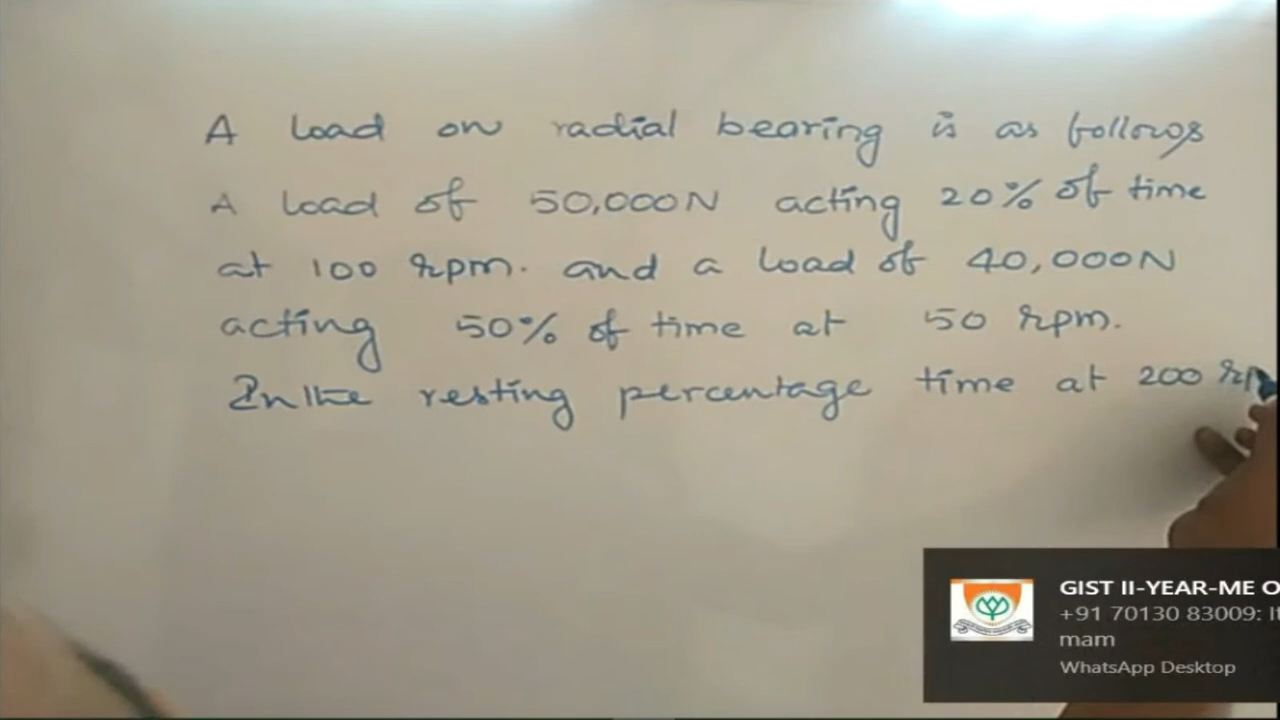 A load on radial bearing is as follows
A load of 50,000N acting 20% of time
at 100 rpm. and a load of 40,000N
acting 50% of time at 50 rpm.
In the resting percentage time at 200
GIST II-YEAR-ME O
+91 70133 83009: It
mam
WhatsApp Desktop